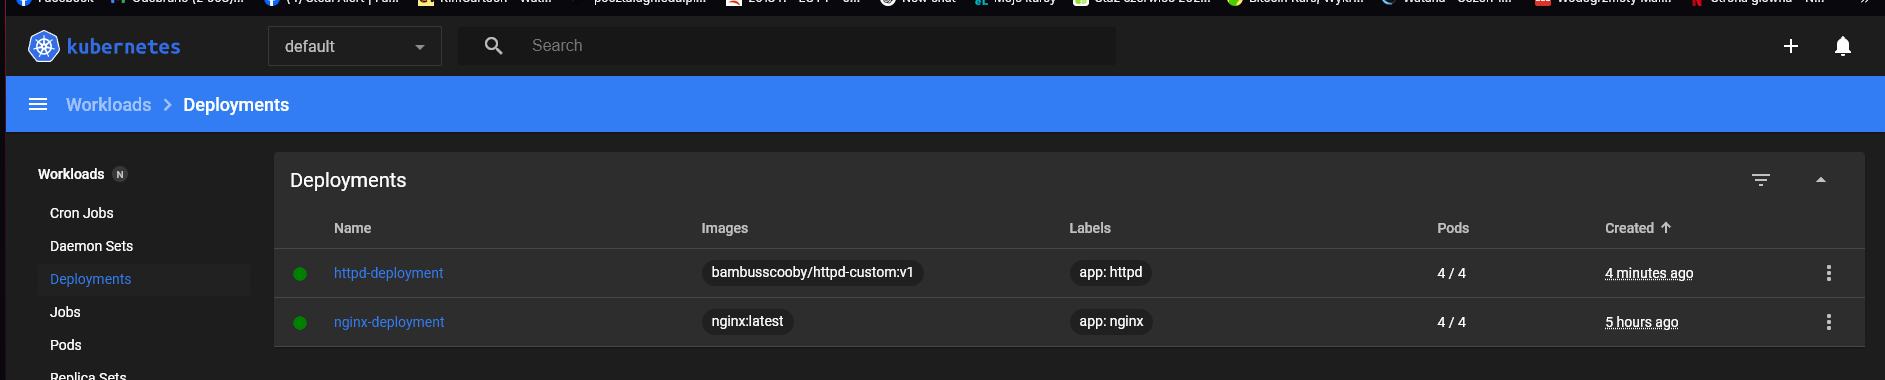 Facebook
kubernetes
default
Search
Workloads > Deployments
Workloads N
Cron Jobs
Daemon Sets
Deployments
Jobs
Pods
Replica Sets
Deployments
Name Images Labels Pods Created
httpd-deployment bambusscooby/httpd-custom:v1 app: httpd 4 / 4 4 minutes ago
nginx-deployment nginx:latest app: nginx 4 / 4 5 hours ago